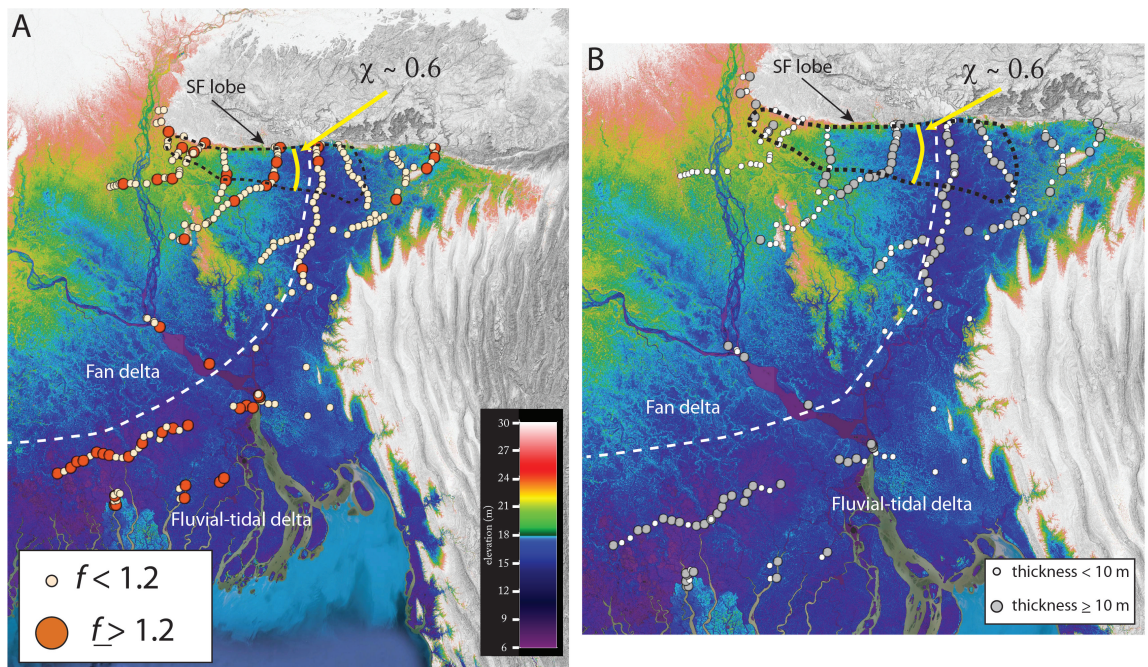 A
SF lobe
χ ~ 0.6
Fan delta
Fluvial-tidal delta
f < 1.2
f > 1.2
elevation (m)
30
27
24
21
18
15
12
9
6
B
SF lobe
χ ~ 0.6
Fan delta
Fluvial-tidal delta
thickness < 10 m
thickness ≥ 10 m